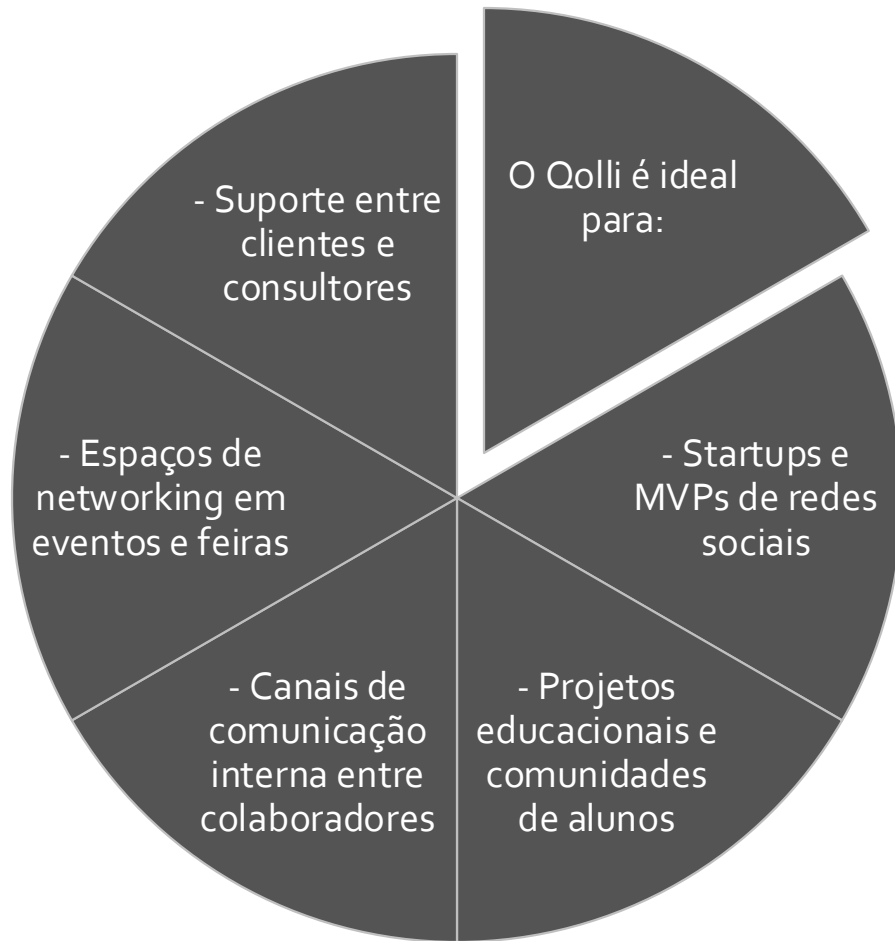 O Qolli é ideal
para:
- Startups e
MVPs de redes
sociais
- Projetos
educacionais e
comunidades
de alunos
- Canais de
comunicação
interna entre
colaboradores
- Espaços de
networking em
eventos e feiras
- Suporte entre
clientes e
consultores